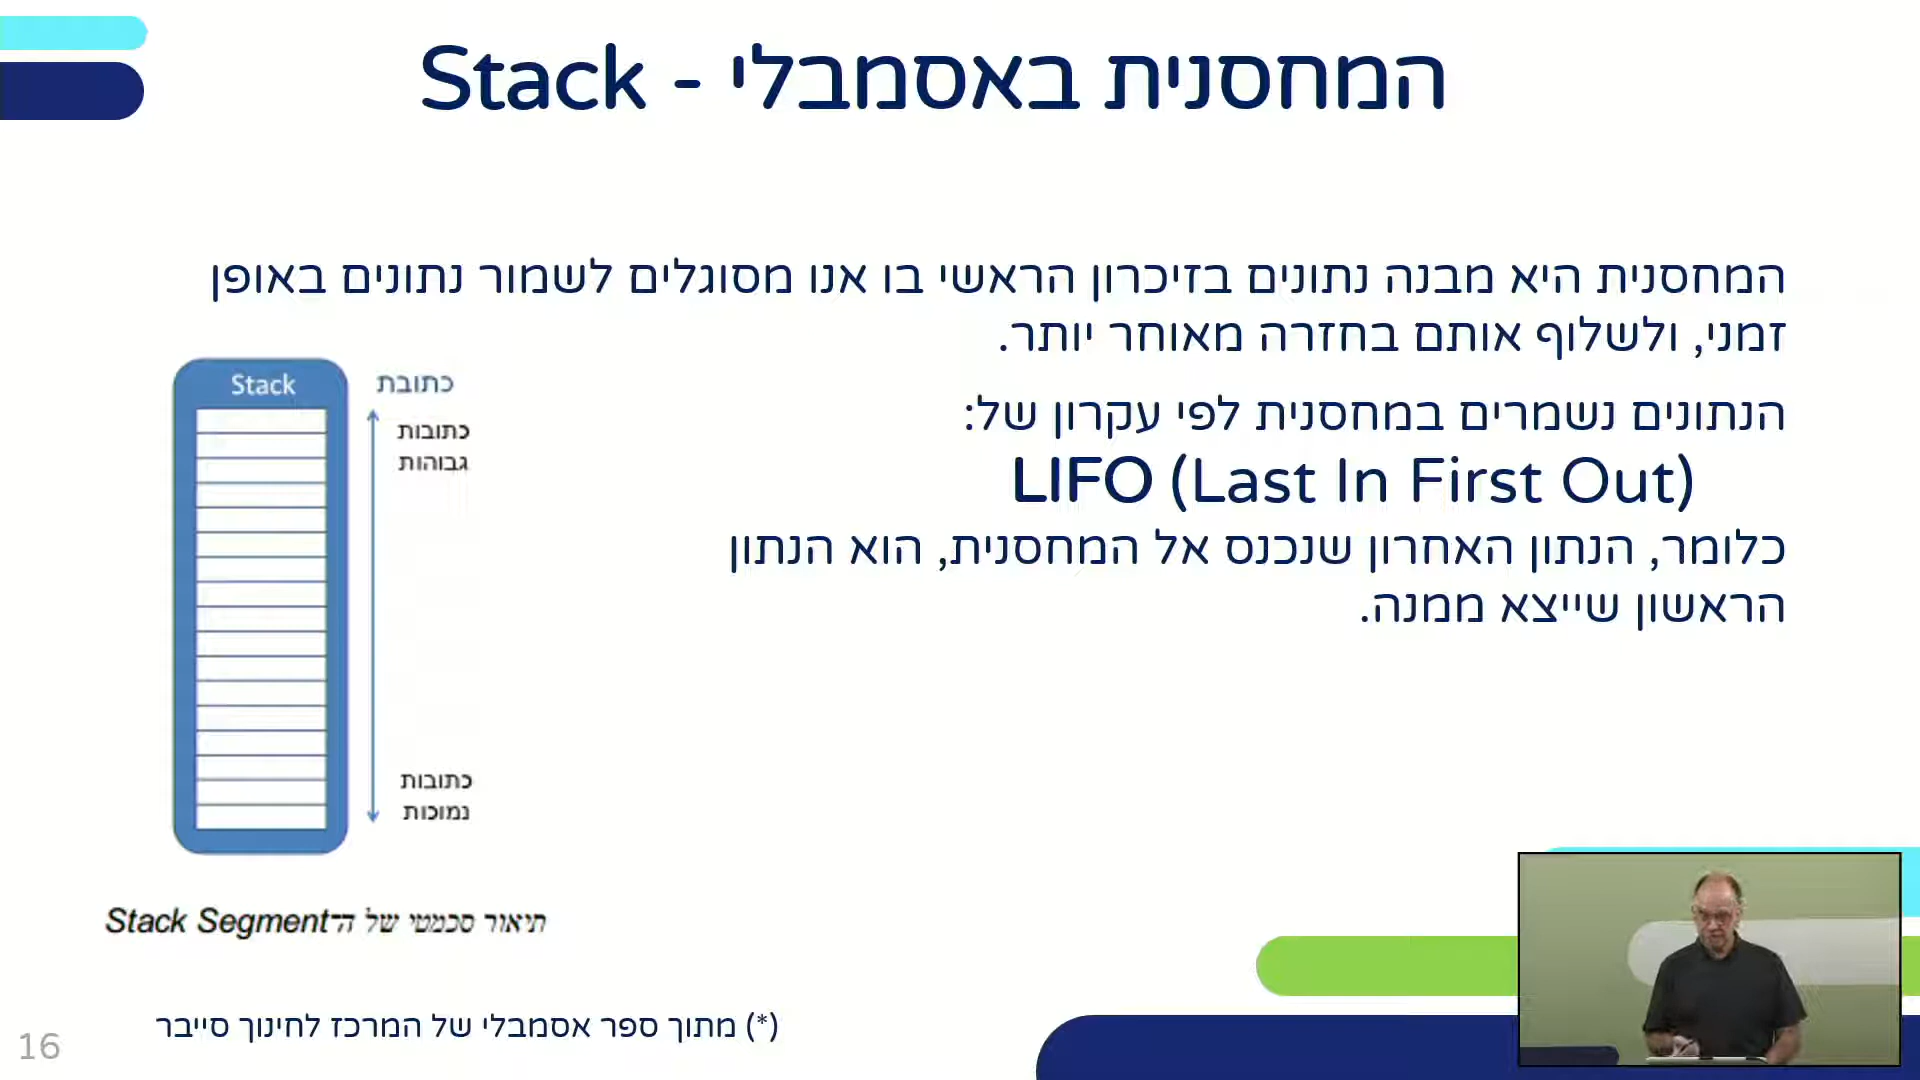 המחסנית באסמבלי - Stack
המחסנית היא מבנה נתונים בזיכרון הראשי בו אנו מסוגלים לשמור נתונים באופן
זמני, ולשלוף אותם בחזרה מאוחר יותר.
הנתונים נשמרים במחסנית לפי עקרון של:
LIFO (Last In First Out)
כלומר, הנתון האחרון שנכנס אל המחסנית, הוא הנתון
הראשון שייצא ממנה.
Stack
כתובת
כתובות
גבוהות
כתובות
נמוכות
תיאור סכמטי של ה־Stack Segment
(*) מתוך ספר אסמבלי של המרכז לחינוך סייבר
16